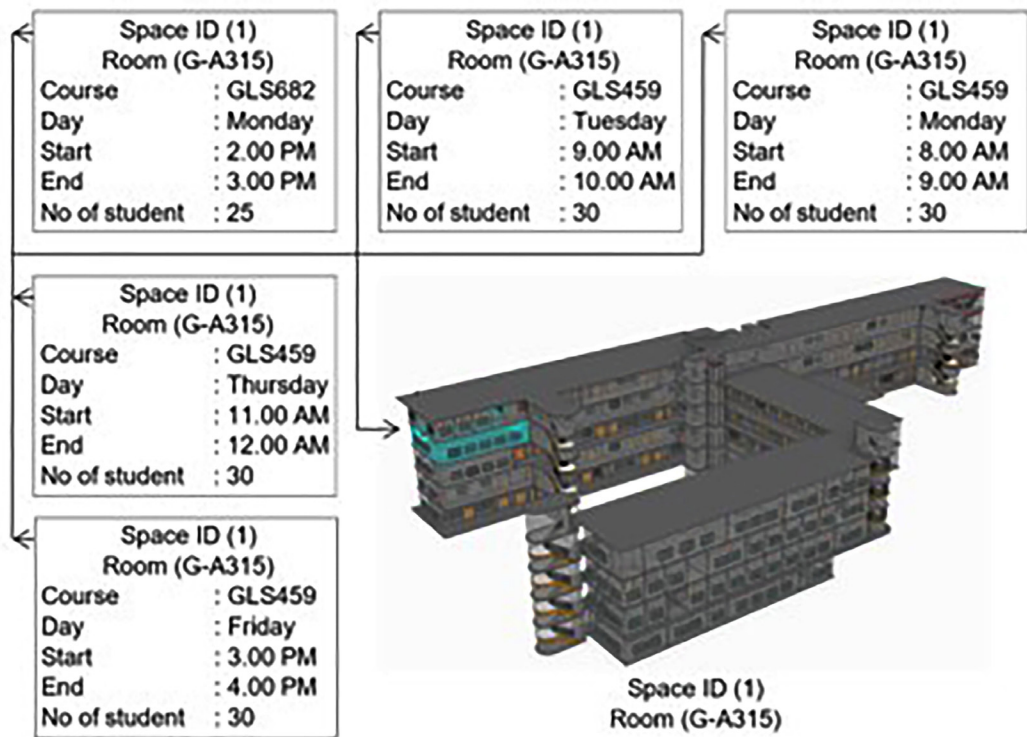 Space ID (1)
Room (G-A315)
Course : GLS682
Day : Monday
Start : 2.00 PM
End : 3.00 PM
No of student : 25
Space ID (1)
Room (G-A315)
Course : GLS459
Day : Tuesday
Start : 9.00 AM
End : 10.00 AM
No of student : 30
Space ID (1)
Room (G-A315)
Course : GLS459
Day : Monday
Start : 8.00 AM
End : 9.00 AM
No of student : 30
Space ID (1)
Room (G-A315)
Course : GLS459
Day : Thursday
Start : 11.00 AM
End : 12.00 AM
No of student : 30
Space ID (1)
Room (G-A315)
Course : GLS459
Day : Friday
Start : 3.00 PM
End : 4.00 PM
No of student : 30
Space ID (1)
Room (G-A315)